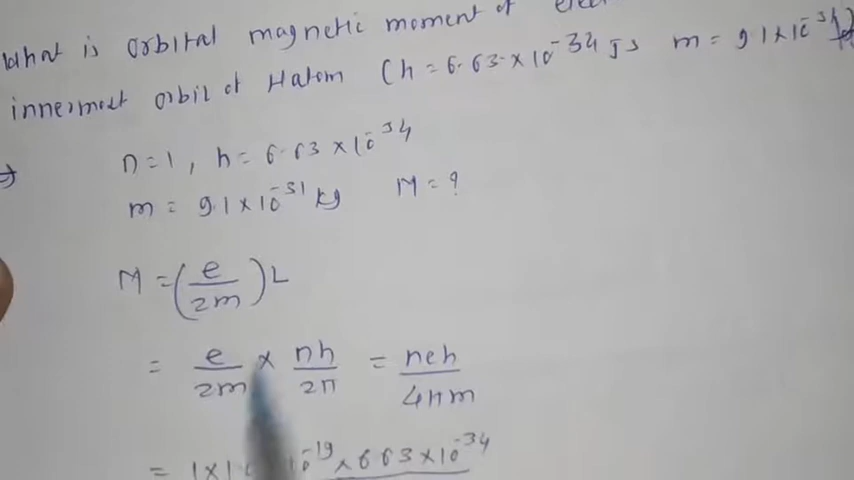 What is orbital magnetic moment of
innermost orbit of H atom (h = 6.63 × 10^-34 Js m = 9.1 × 10^-31
⇒ n = 1, h = 6.63 × 10^-34
m = 9.1 × 10^-31 kg M = ?
M = (e/2m) L
= e/2m × nh/2π = neh/4πm
= 1 × 1 10^-19 × 6.63 × 10^-34